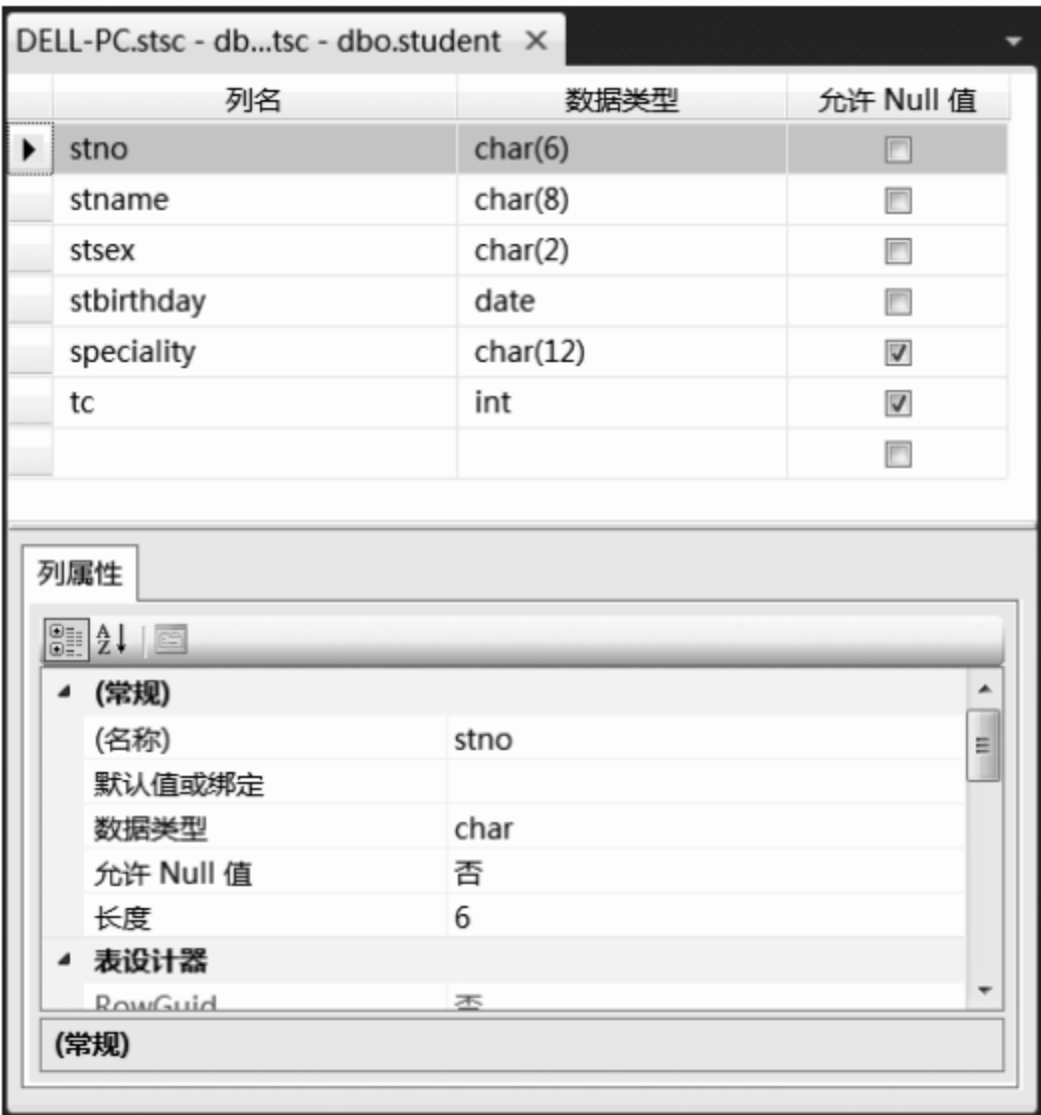 DELL-PC.stsc - db...tsc - dbo.student ×
列名 数据类型 允许 Null 值
stno char(6)
stname char(8)
stsex char(2)
stbirthday date
speciality char(12)
tc int
列属性
(常规)
(名称) stno
默认值或绑定
数据类型 char
允许 Null 值 否
长度 6
表设计器
RowGuid 否
(常规)